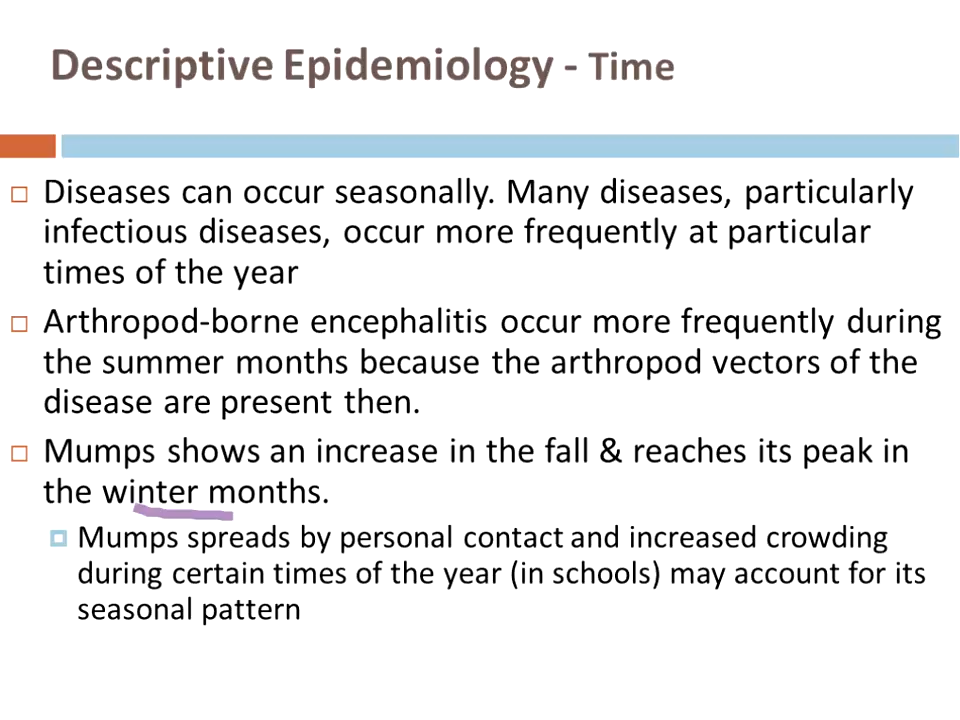 Descriptive Epidemiology - Time
Diseases can occur seasonally. Many diseases, particularly
infectious diseases, occur more frequently at particular
times of the year
Arthropod-borne encephalitis occur more frequently during
the summer months because the arthropod vectors of the
disease are present then.
Mumps shows an increase in the fall & reaches its peak in
the winter months.
Mumps spreads by personal contact and increased crowding
during certain times of the year (in schools) may account for its
seasonal pattern